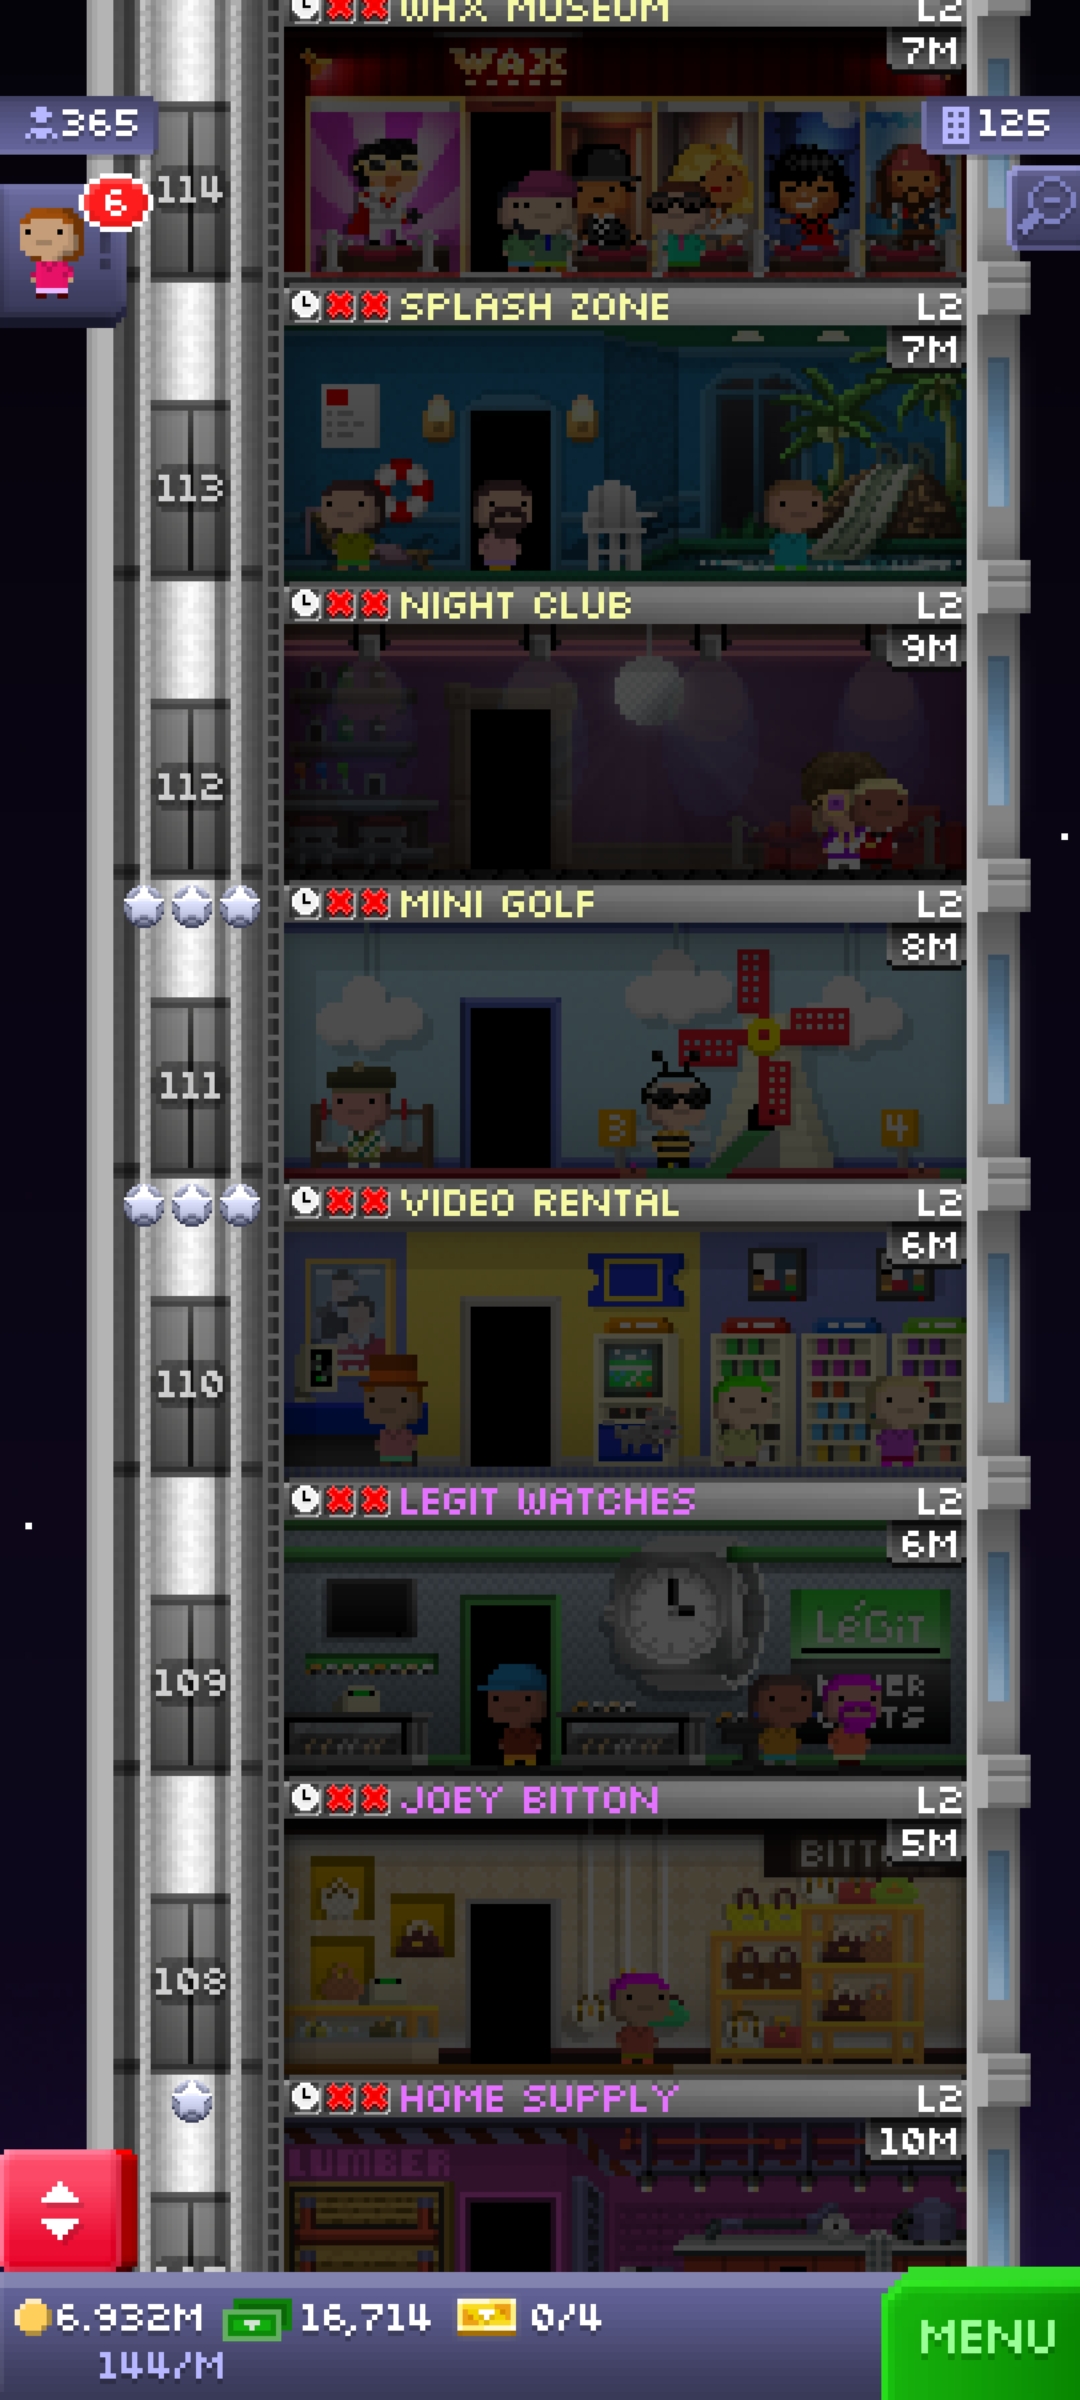 WAX MUSEUM L2
7M
WAX
365
125
6
114
SPLASH ZONE L2
7M
113
NIGHT CLUB L2
9M
112
MINI GOLF L2
8M
111
3
4
VIDEO RENTAL L2
6M
110
LEGIT WATCHES L2
6M
LéGiT
109
JOEY BITTON L2
5M
108
HOME SUPPLY L2
10M
LUMBER
6.932M 16,714 0/4
144/M
MENU